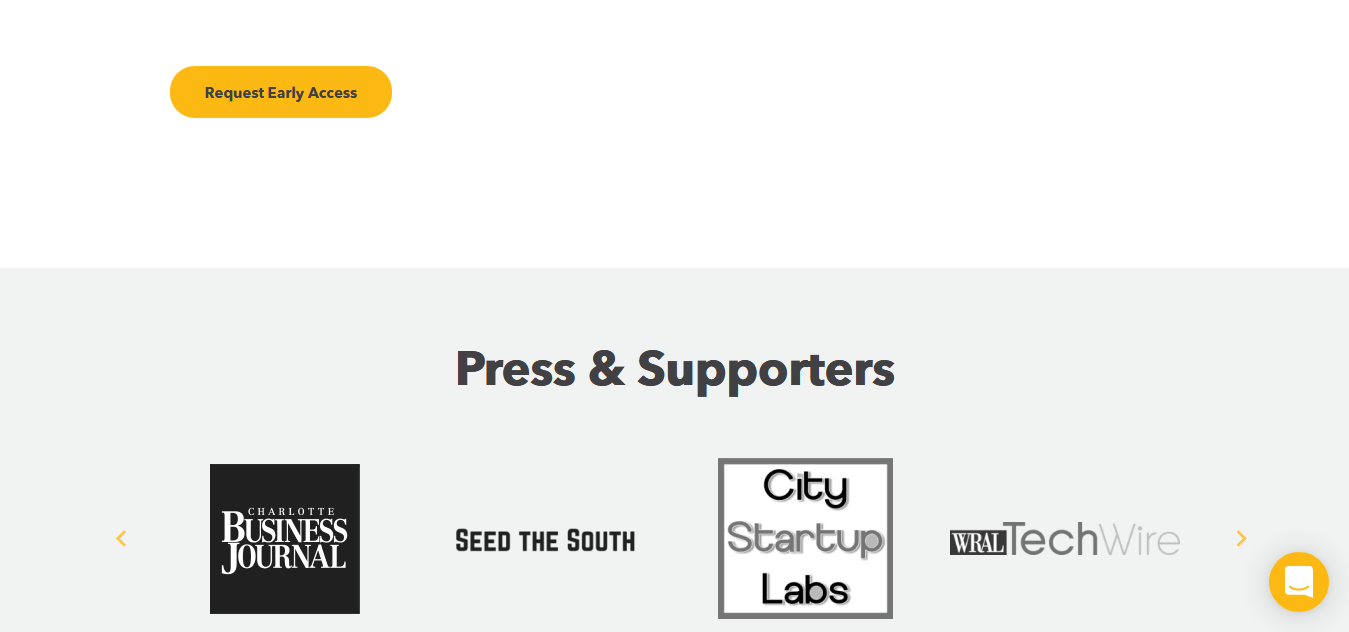 Request Early Access
Press & Supporters
CHARLOTTE
BUSINESS
JOURNAL
SEED THE SOUTH
City
Startup
Labs
WRAL TechWire